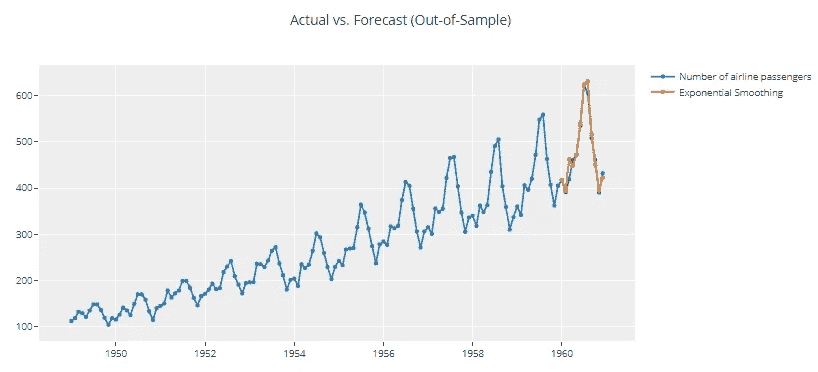 Actual vs. Forecast (Out-of-Sample)
Number of airline passengers
Exponential Smoothing
600
500
400
300
200
100
1950 1952 1954 1956 1958 1960